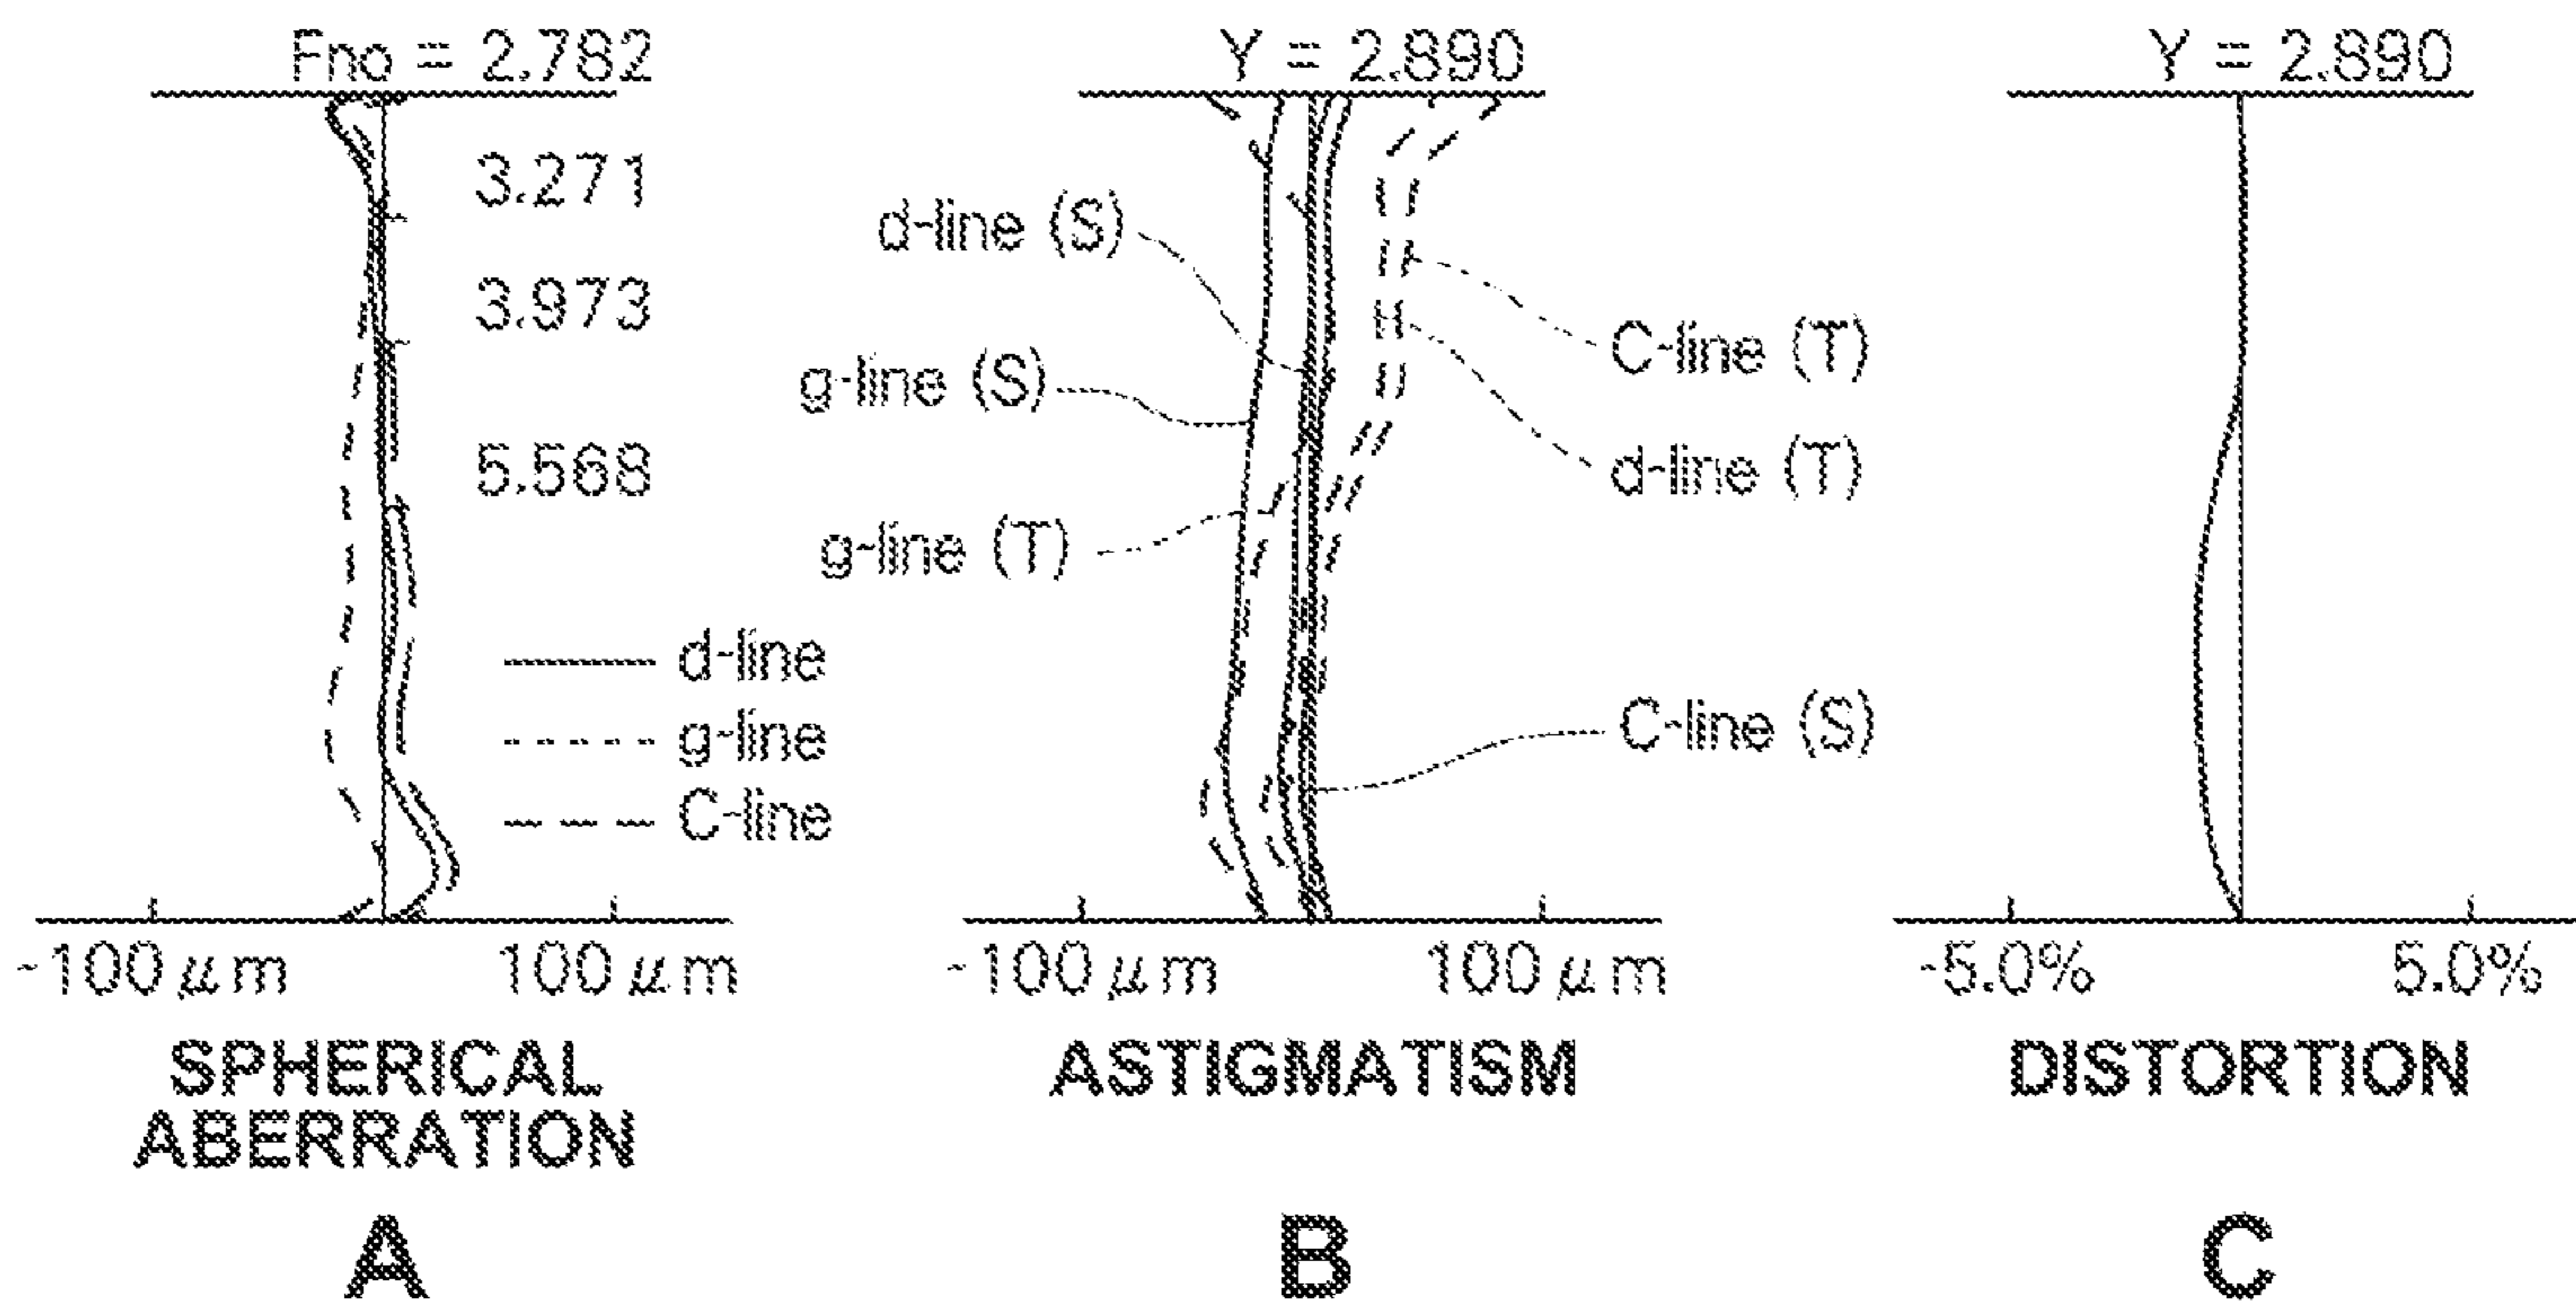 Fno = 2.782
3.271
3.973
5.568
d-line
g-line
C-line
-100 μm
100 μm
SPHERICAL
ABERRATION
A
Y = 2.890
d-line (S)
g-line (S)
g-line (T)
C-line (T)
d-line (T)
C-line (S)
-100 μm
100 μm
ASTIGMATISM
B
Y = 2.890
-5.0%
5.0%
DISTORTION
C